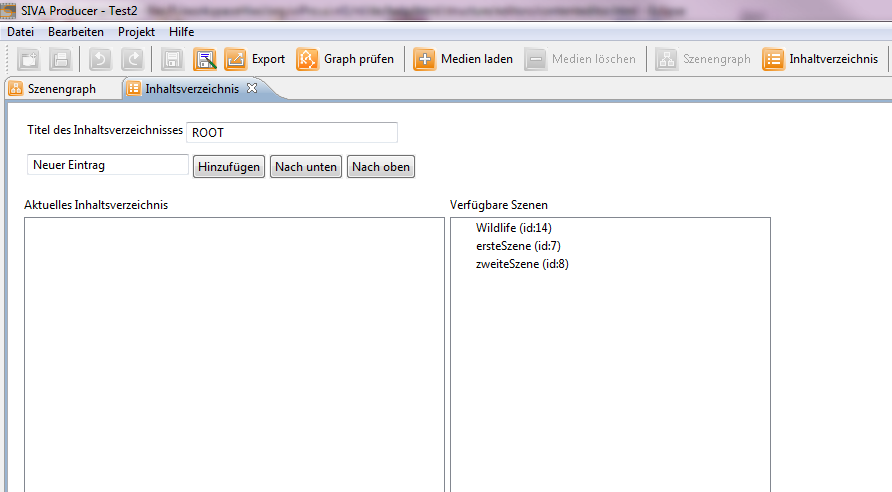 SIVA Producer - Test2
Datei Bearbeiten Projekt Hilfe
Export Graph prüfen Medien laden Medien löschen Szenengraph Inhaltverzeichnis
Szenengraph Inhaltsverzeichnis
Titel des Inhaltsverzeichnisses ROOT
Neuer Eintrag Hinzufügen Nach unten Nach oben
Aktuelles Inhaltsverzeichnis Verfügbare Szenen
Wildlife (id:14)
ersteSzene (id:7)
zweiteSzene (id:8)